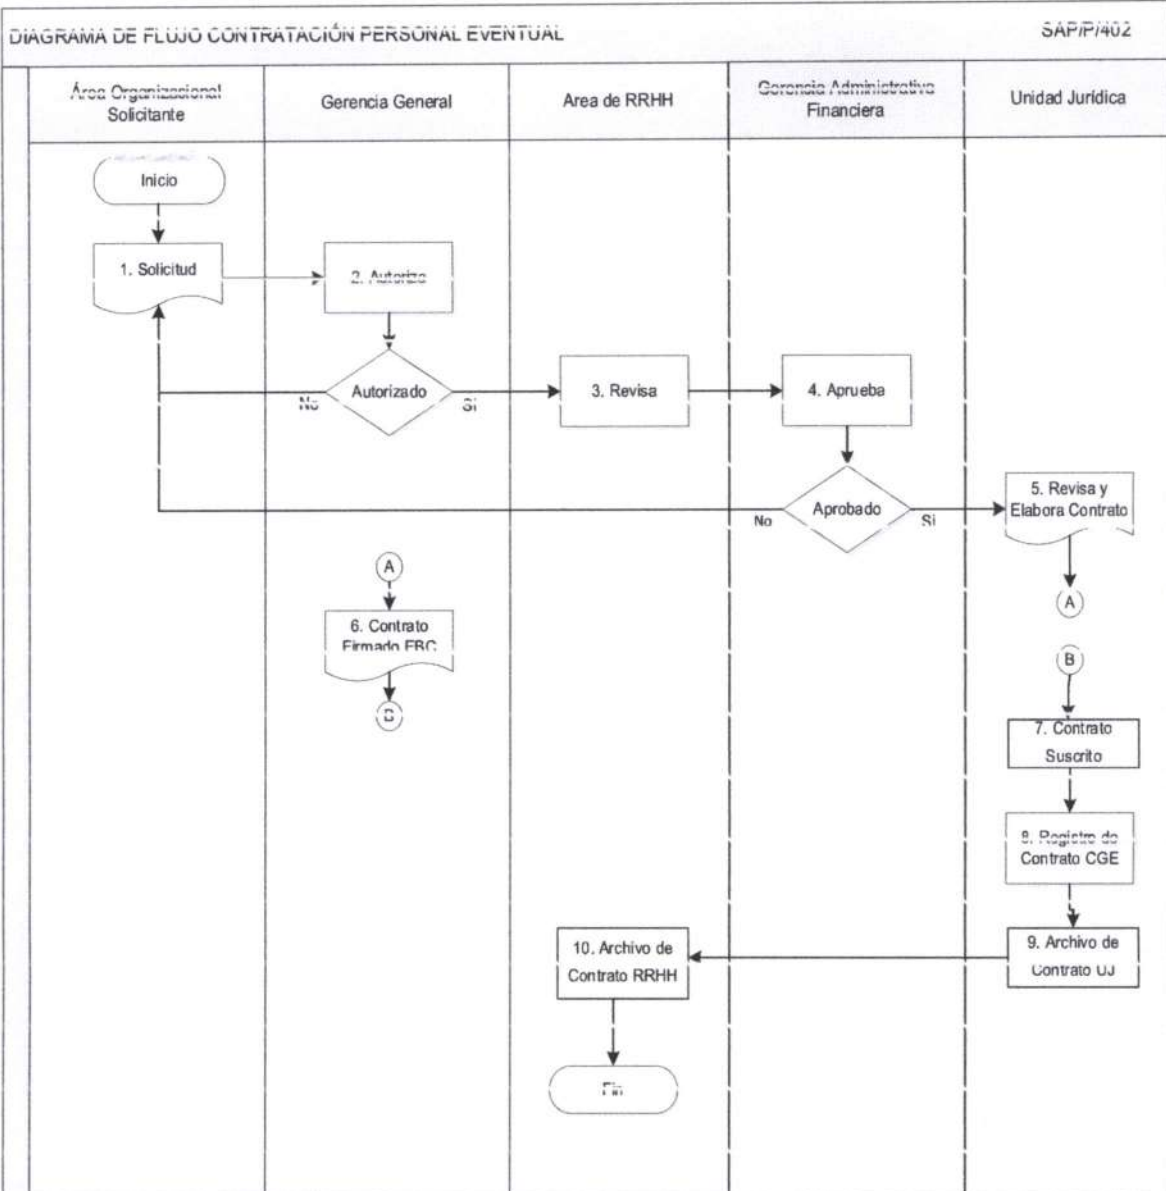 DIAGRAMA DE FLUJO CONTRATACIÓN PERSONAL EVENTUAL
SAP/P/402
Área Organizasional
Solicitante
Gerencia General
Area de RRHH
Gerencia Administrativa
Financiera
Unidad Jurídica
Inicio
1. Solicitud
2. Autoriza
Autorizado
No
Si
3. Revisa
4. Aprueba
Aprobado
No
Si
5. Revisa y
Elabora Contrato
A
A
6. Contrato
Firmado EBC
B
B
7. Contrato
Suscrito
8. Registro de
Contrato CGE
9. Archivo de
Contrato UJ
10. Archivo de
Contrato RRHH
Fin